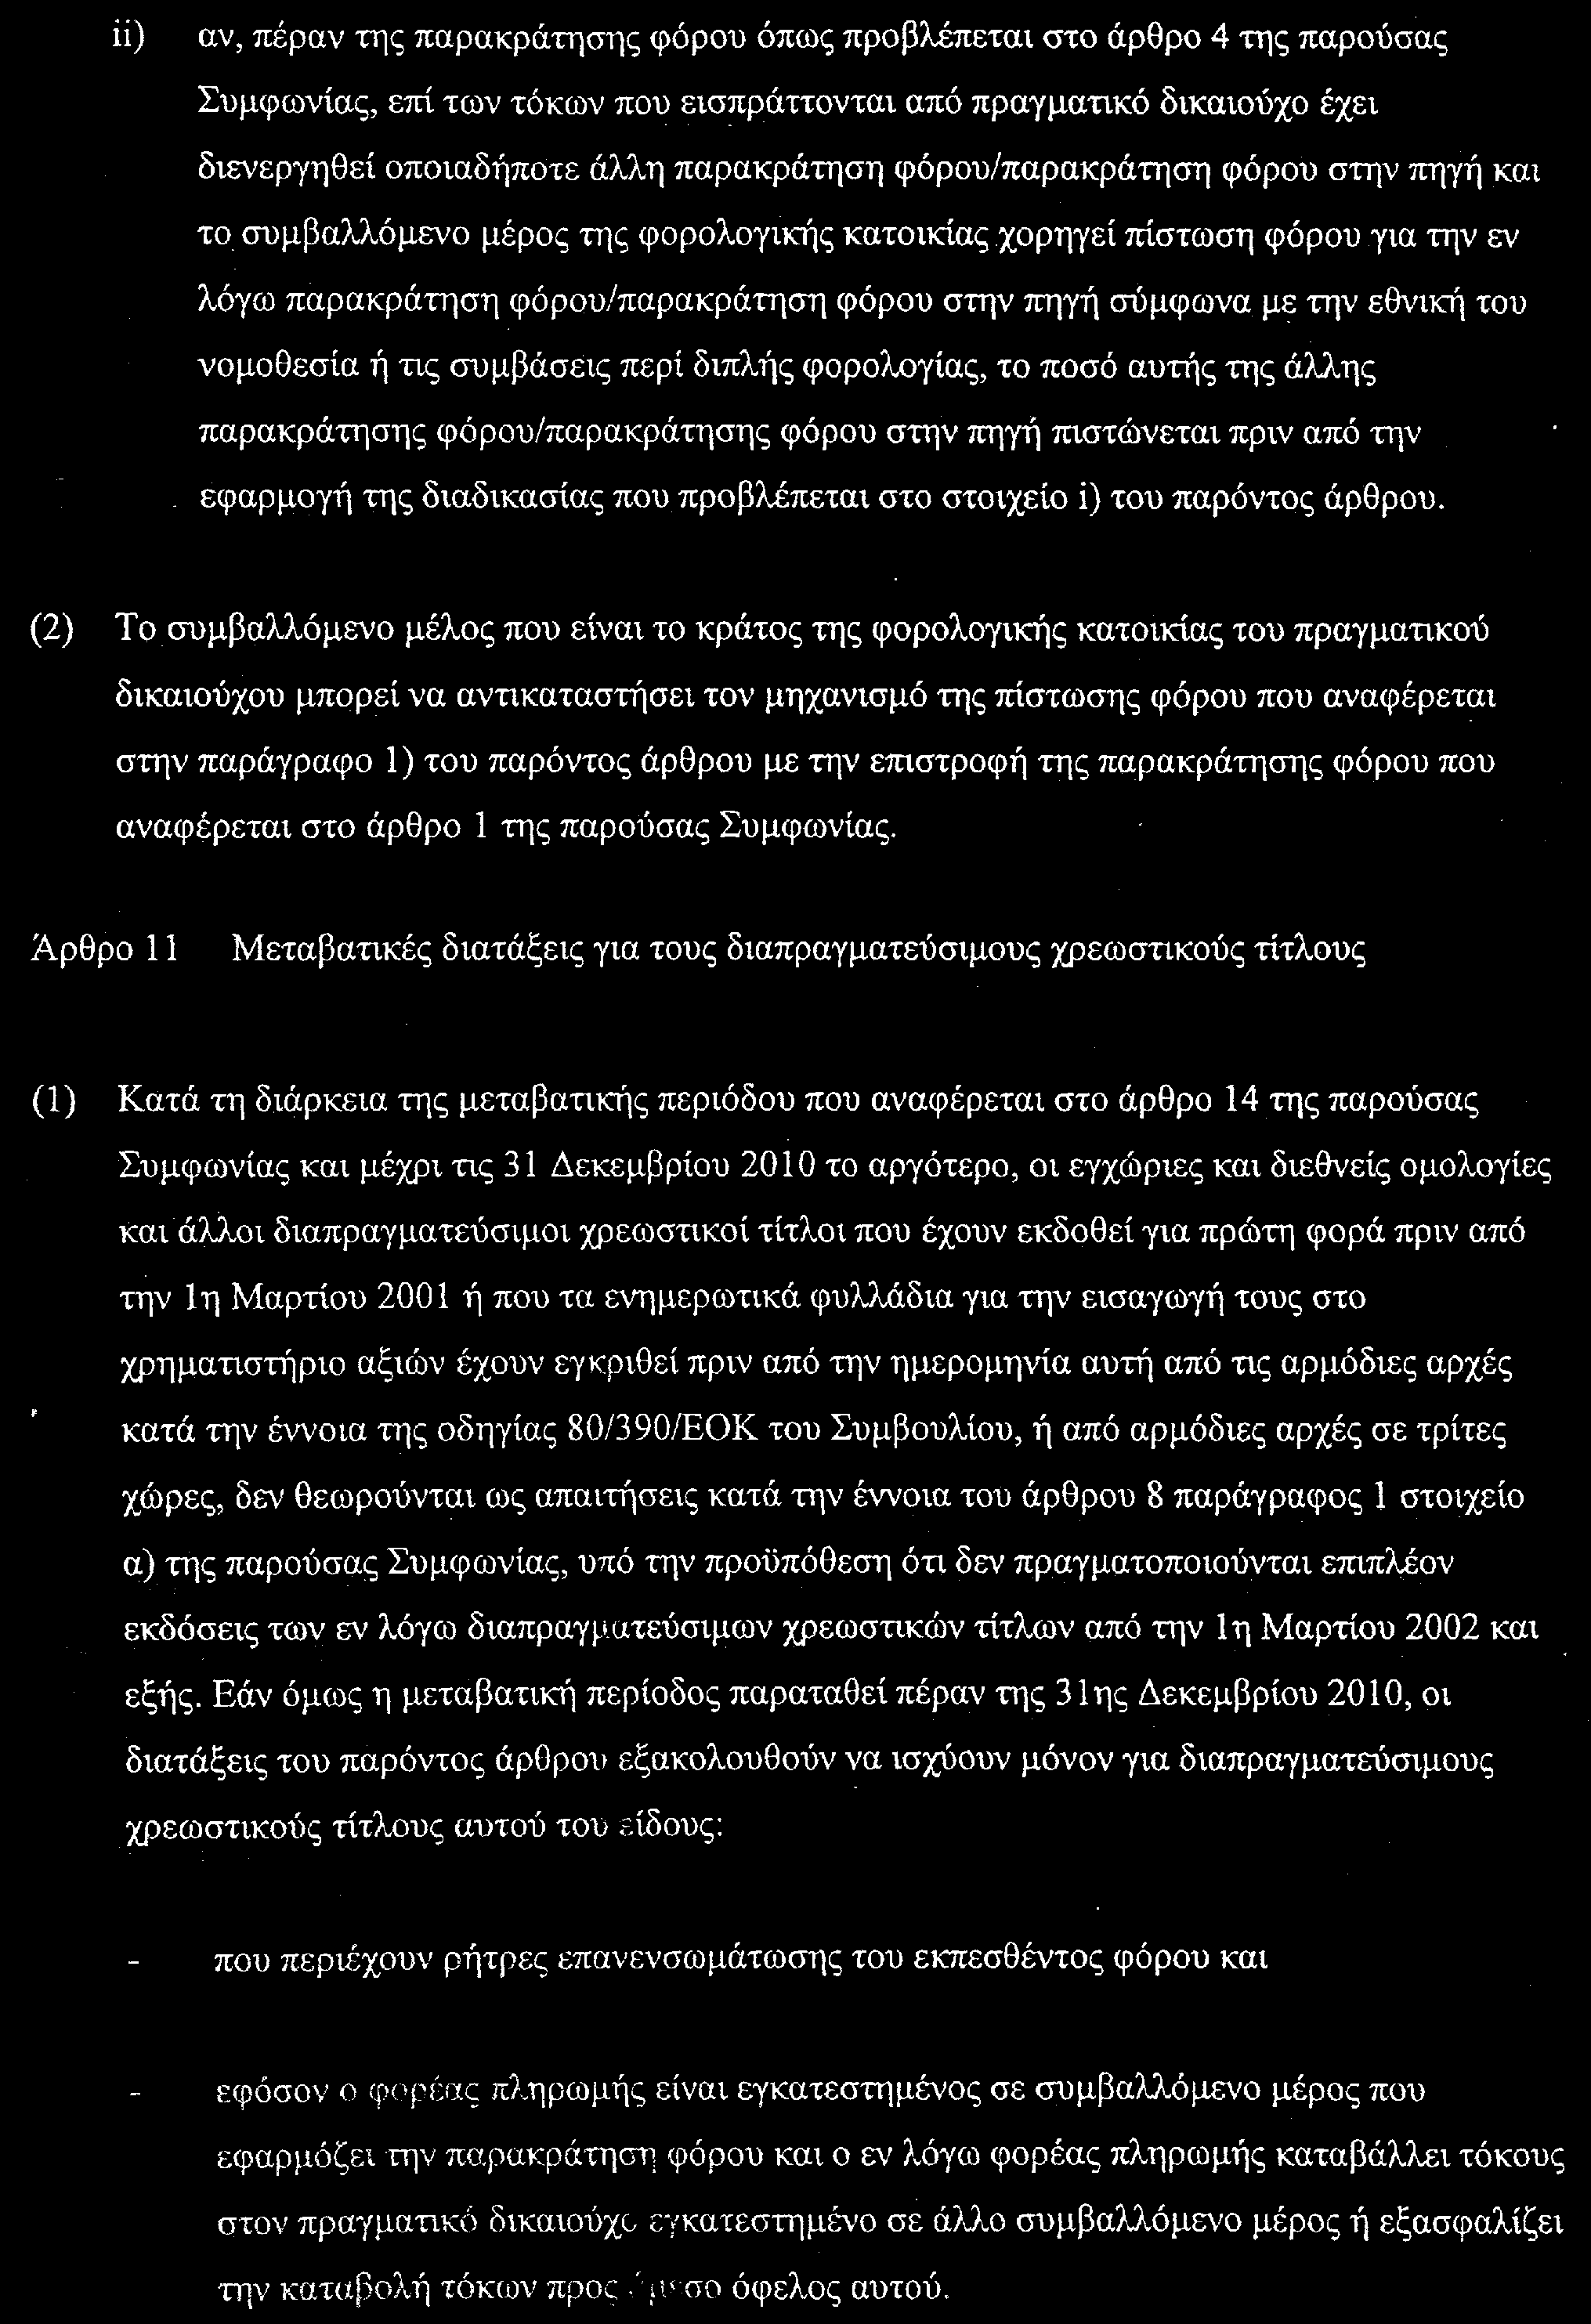 ii) αν, πέραν της παρακράτησης φόρου όπως προβλέπεται στο άρθρο 4 της παρούσας
Συμφωνίας, επί των τόκων που εισπράττονται από πραγματικό δικαιούχο έχει
διενεργηθεί οποιαδήποτε άλλη παρακράτηση φόρου/παρακράτηση φόρου στην πηγή και
το συμβαλλόμενο μέρος της φορολογικής κατοικίας χορηγεί πίστωση φόρου για την εν
λόγω παρακράτηση φόρου/παρακράτηση φόρου στην πηγή σύμφωνα με την εθνική του
νομοθεσία ή τις συμβάσεις περί διπλής φορολογίας, το ποσό αυτής της άλλης
παρακράτησης φόρου/παρακράτησης φόρου στην πηγή πιστώνεται πριν από την
εφαρμογή της διαδικασίας που προβλέπεται στο στοιχείο i) του παρόντος άρθρου.
(2) Το συμβαλλόμενο μέλος που είναι το κράτος της φορολογικής κατοικίας του πραγματικού
δικαιούχου μπορεί να αντικαταστήσει τον μηχανισμό της πίστωσης φόρου που αναφέρεται
στην παράγραφο 1) του παρόντος άρθρου με την επιστροφή της παρακράτησης φόρου που
αναφέρεται στο άρθρο 1 της παρούσας Συμφωνίας.
Άρθρο 11 Μεταβατικές διατάξεις για τους διαπραγματεύσιμους χρεωστικούς τίτλους
(1) Κατά τη διάρκεια της μεταβατικής περιόδου που αναφέρεται στο άρθρο 14 της παρούσας
Συμφωνίας και μέχρι τις 31 Δεκεμβρίου 2010 το αργότερο, οι εγχώριες και διεθνείς ομολογίες
και άλλοι διαπραγματεύσιμοι χρεωστικοί τίτλοι που έχουν εκδοθεί για πρώτη φορά πριν από
την 1η Μαρτίου 2001 ή που τα ενημερωτικά φυλλάδια για την εισαγωγή τους στο
χρηματιστήριο αξιών έχουν εγκριθεί πριν από την ημερομηνία αυτή από τις αρμόδιες αρχές
κατά την έννοια της οδηγίας 80/390/ΕΟΚ του Συμβουλίου, ή από αρμόδιες αρχές σε τρίτες
χώρες, δεν θεωρούνται ως απαιτήσεις κατά την έννοια του άρθρου 8 παράγραφος 1 στοιχείο
α) της παρούσας Συμφωνίας, υπό την προϋπόθεση ότι δεν πραγματοποιούνται επιπλέον
εκδόσεις των εν λόγω διαπραγματεύσιμων χρεωστικών τίτλων από την 1η Μαρτίου 2002 και
εξής. Εάν όμως η μεταβατική περίοδος παραταθεί πέραν της 31ης Δεκεμβρίου 2010, οι
διατάξεις του παρόντος άρθρου εξακολουθούν να ισχύουν μόνον για διαπραγματεύσιμους
χρεωστικούς τίτλους αυτού του είδους:
- που περιέχουν ρήτρες επανενσωμάτωσης του εκπεσθέντος φόρου και
- εφόσον ο φορέας πληρωμής είναι εγκατεστημένος σε συμβαλλόμενο μέρος που
εφαρμόζει την παρακράτηση φόρου και ο εν λόγω φορέας πληρωμής καταβάλλει τόκους
στον πραγματικό δικαιούχο εγκατεστημένο σε άλλο συμβαλλόμενο μέρος ή εξασφαλίζει
την καταβολή τόκων προς άμεσο όφελος αυτού.